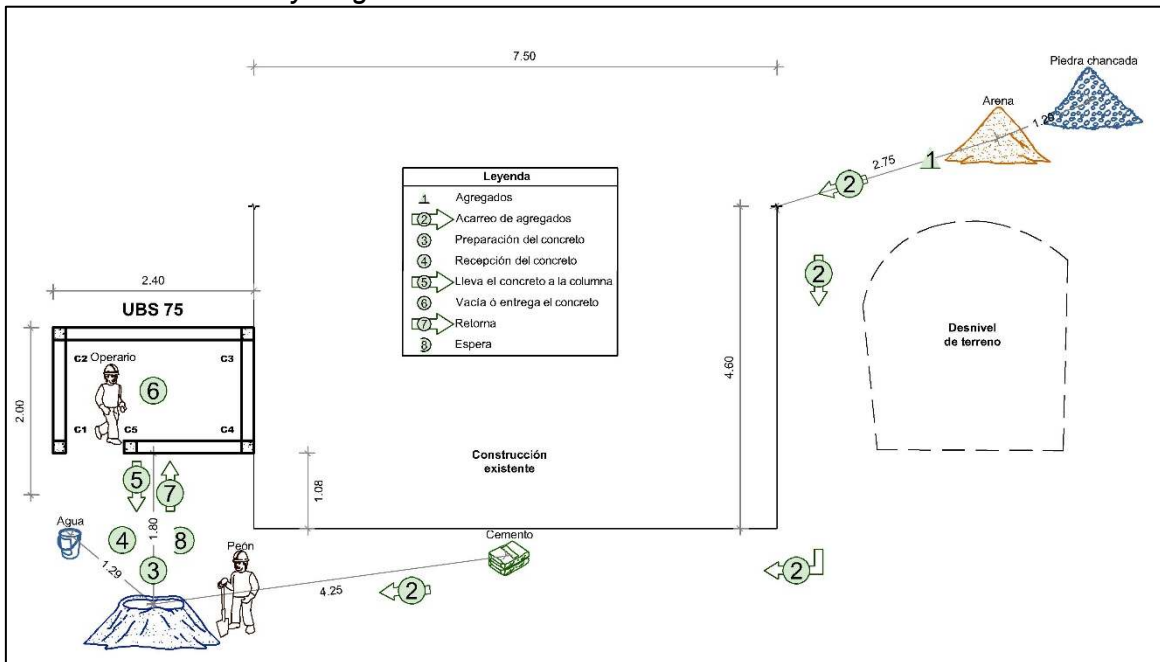 7.50
Piedra chancada
Arena
1.20
2.75
1
2
Leyenda
1 Agregados
2 Acarreo de agregados
3 Preparación del concreto
4 Recepción del concreto
5 Lleva el concreto a la columna
6 Vacía ó entrega el concreto
7 Retorna
8 Espera
2
2.40
UBS 75
C2 Operario
C3
6
Desnivel
de terreno
4.60
2.00
C1
C5
C4
Construcción
existente
1.08
5
7
Agua
4
1.80
8
Peón
Cemento
1.29
3
4.25
2
2